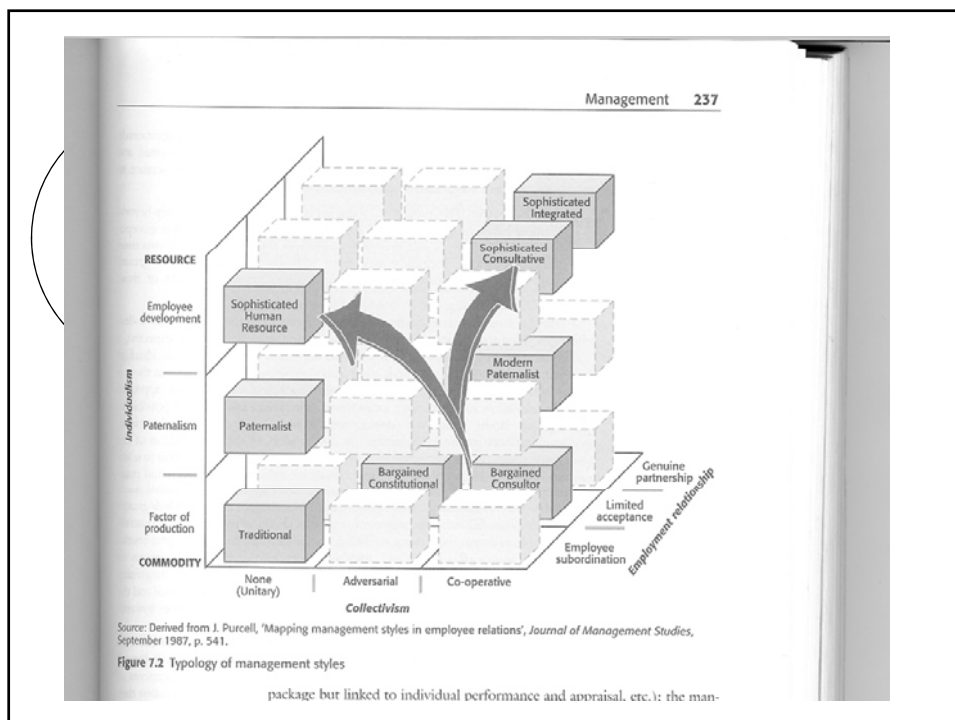 Management 237
Sophisticated
Integrated
Sophisticated
Consultative
RESOURCE
Employee
development
Sophisticated
Human
Resource
Modern
Paternalist
Individualism
Paternalism
Paternalist
Bargained
Constitutional
Bargained
Consultor
Genuine
partnership
Limited
acceptance
Employee
subordination
Employment relationship
Factor of
production
Traditional
COMMODITY
None
(Unitary)
Adversarial
Co-operative
Collectivism
Source: Derived from J. Purcell, 'Mapping management styles in employee relations', Journal of Management Studies,
September 1987, p. 541.
Figure 7.2 Typology of management styles
package but linked to individual performance and appraisal, etc.); the man-